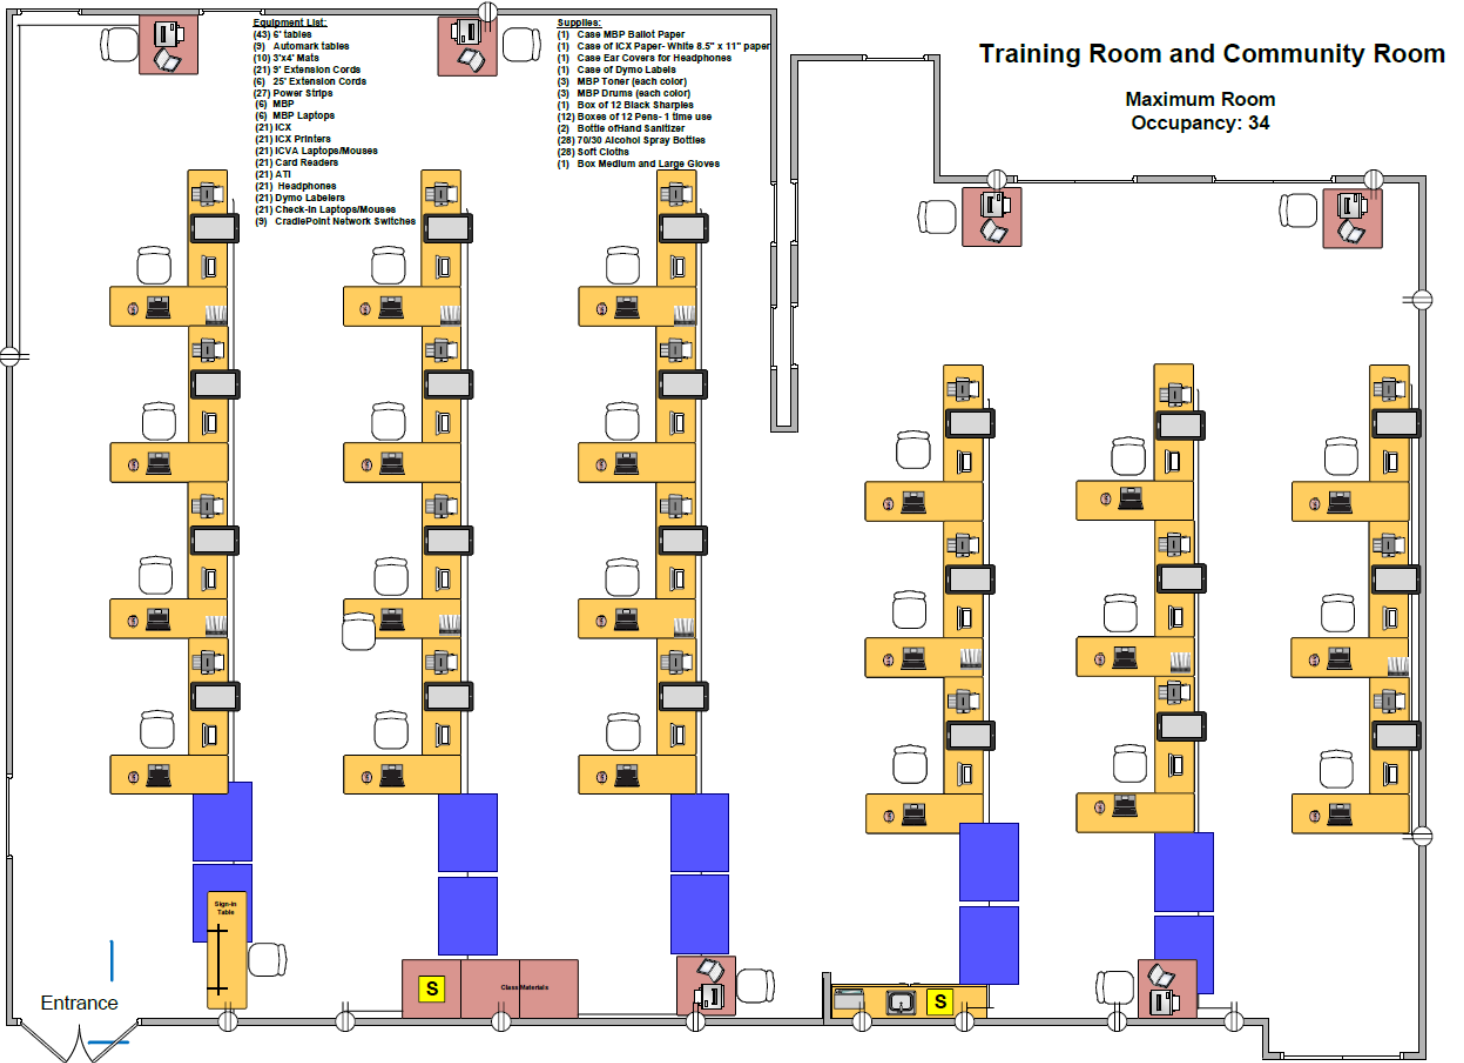 Equipment List:
(43) 6' tables
(9) Automark tables
(10) 3'x4' Mats
(21) 9' Extension Cords
(6) 25' Extension Cords
(27) Power Strips
(6) MBP
(6) MBP Laptops
(21) ICX
(21) ICX Printers
(21) ICVA Laptops/Mouses
(21) Card Readers
(21) ATI
(21) Headphones
(21) Dymo Labelers
(21) Check-In Laptops/Mouses
(9) CradlePoint Network Switches
Supplies:
(1) Case MBP Ballot Paper
(1) Case of ICX Paper- White 8.5" x 11" paper
(1) Case Ear Covers for Headphones
(1) Case of Dymo Labels
(3) MBP Toner (each color)
(3) MBP Drums (each color)
(1) Box of 12 Black Sharpies
(12) Boxes of 12 Pens- 1 time use
(2) Bottle ofHand Sanitizer
(28) 70/30 Alcohol Spray Bottles
(28) Soft Cloths
(1) Box Medium and Large Gloves
Training Room and Community Room
Maximum Room
Occupancy: 34
Sign-in
Table
Entrance
S
Class Materials
S